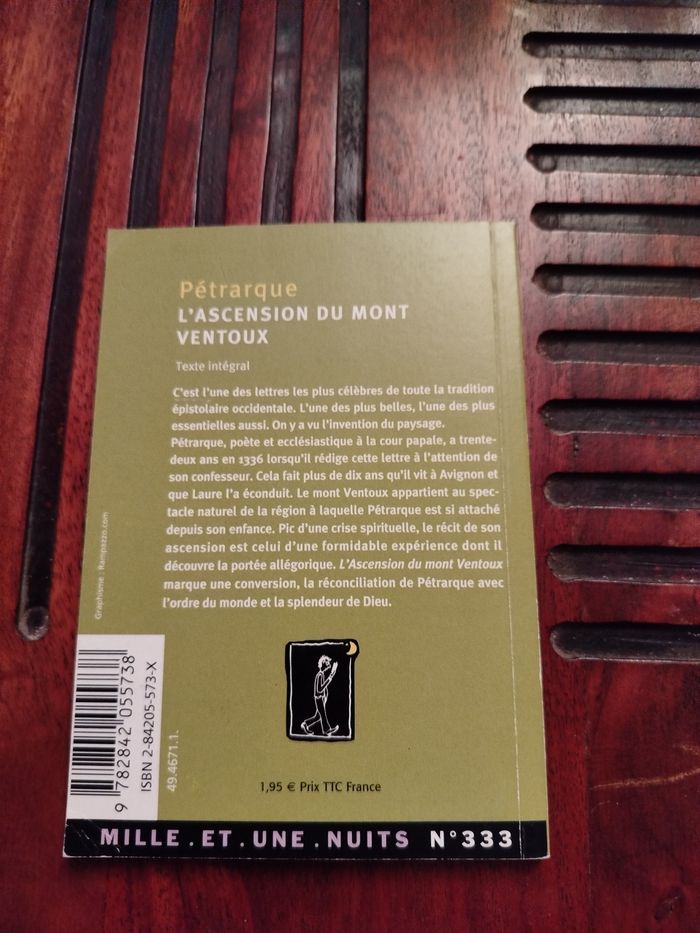 Pétrarque
L'ASCENSION DU MONT
VENTOUX
Texte intégral
C'est l'une des lettres les plus célèbres de toute la tradition
épistolaire occidentale. L'une des plus belles, l'une des plus
essentielles aussi. On y a vu l'invention du paysage.
Pétrarque, poète et ecclésiastique à la cour papale, a trente-
deux ans en 1336 lorsqu'il rédige cette lettre à l'attention de
son confesseur. Cela fait plus de dix ans qu'il vit à Avignon et
que Laure l'a éconduit. Le mont Ventoux appartient au spec-
tacle naturel de la région à laquelle Pétrarque est si attaché
depuis son enfance. Pic d'une crise spirituelle, le récit de son
ascension est celui d'une formidable expérience dont il
découvre la portée allégorique. L'Ascension du mont Ventoux
marque une conversion, la réconciliation de Pétrarque avec
l'ordre du monde et la splendeur de Dieu.
Graphisme : Rampazzo.com
9 782842 055738
ISBN 2-84205-573-X
49.4671.1.
1,95 € Prix TTC France
MILLE.ET.UNE.NUITS N°333